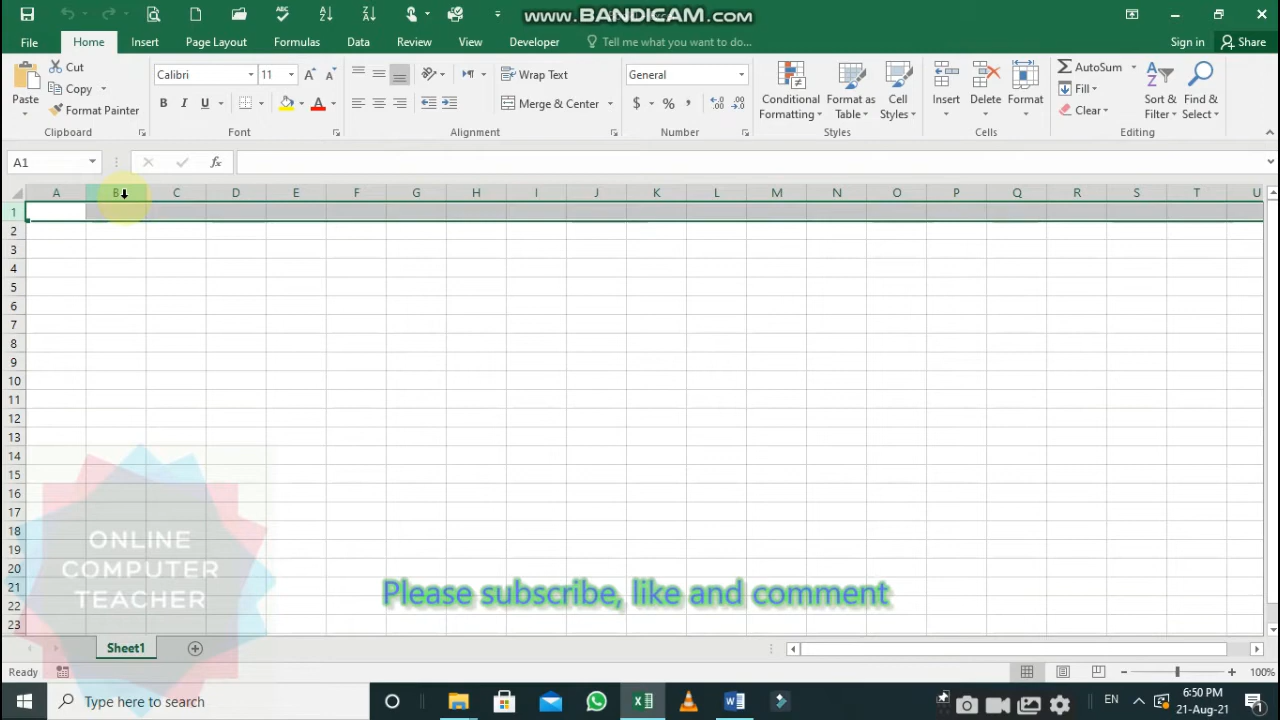 www.BANDICAM.com
File Home Insert Page Layout Formulas Data Review View Developer Tell me what you want to do... Sign in Share
Paste Cut Copy Format Painter Clipboard
Calibri 11 B I U A Font
Wrap Text Merge & Center Alignment
General $ % , Number
Conditional Formatting Format as Table Cell Styles Styles
Insert Delete Format Cells
AutoSum Fill Clear Sort & Filter Find & Select Editing
A1 fx
A B C D E F G H I J K L M N O P Q R S T U
1
2
3
4
5
6
7
8
9
10
11
12
13
14
15
16
17
18
19
20
21
22
23
ONLINE
COMPUTER
TEACHER
Please subscribe, like and comment
Sheet1
Ready 100%
Type here to search EN 6:50 PM
21-Aug-21 1